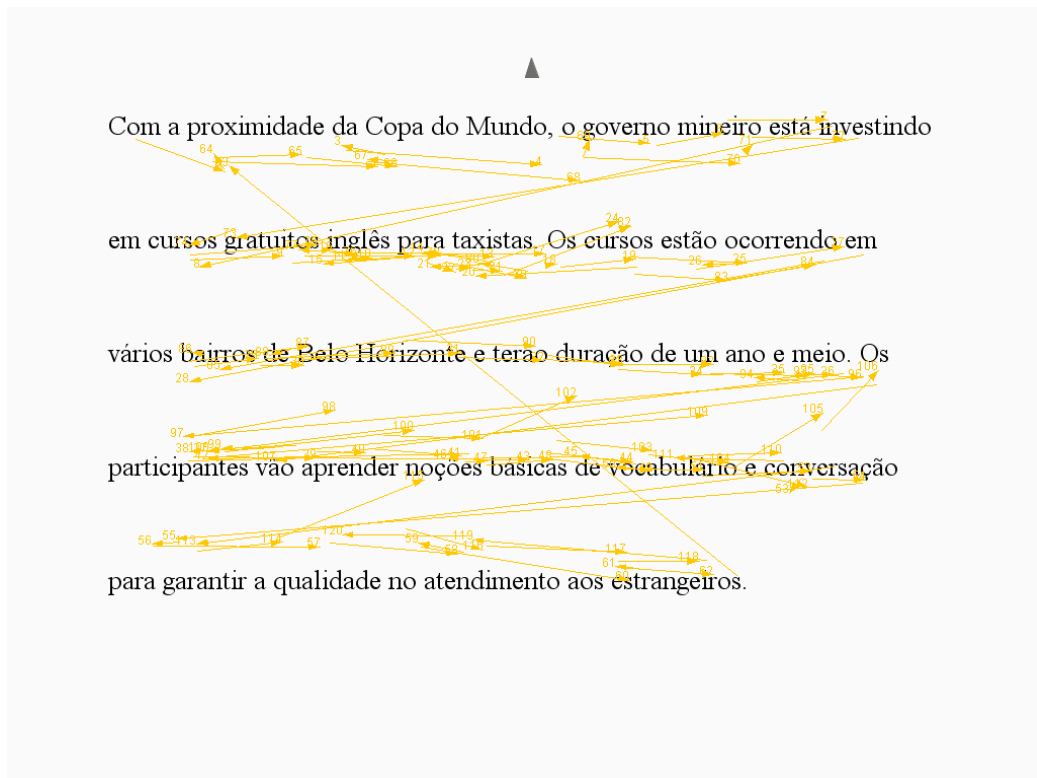 Com a proximidade da Copa do Mundo, o governo mineiro está investindo
em cursos gratuitos inglês para taxistas. Os cursos estão ocorrendo em
vários bairros de Belo Horizonte e terão duração de um ano e meio. Os
participantes vão aprender noções básicas de vocabulário e conversação
para garantir a qualidade no atendimento aos estrangeiros.